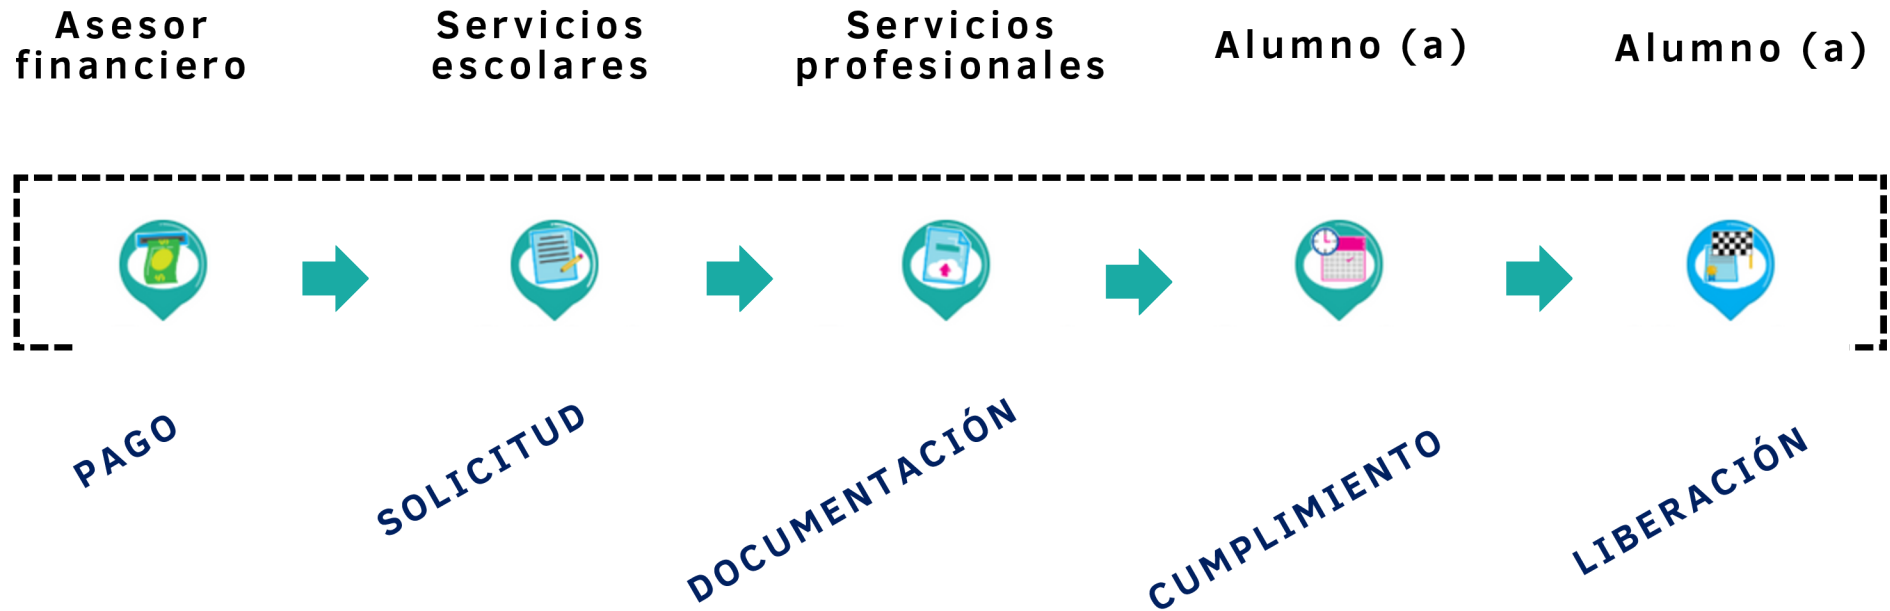 Asesor
financiero
Servicios
escolares
Servicios
profesionales
Alumno (a)
Alumno (a)
PAGO
SOLICITUD
DOCUMENTACIÓN
CUMPLIMIENTO
LIBERACIÓN